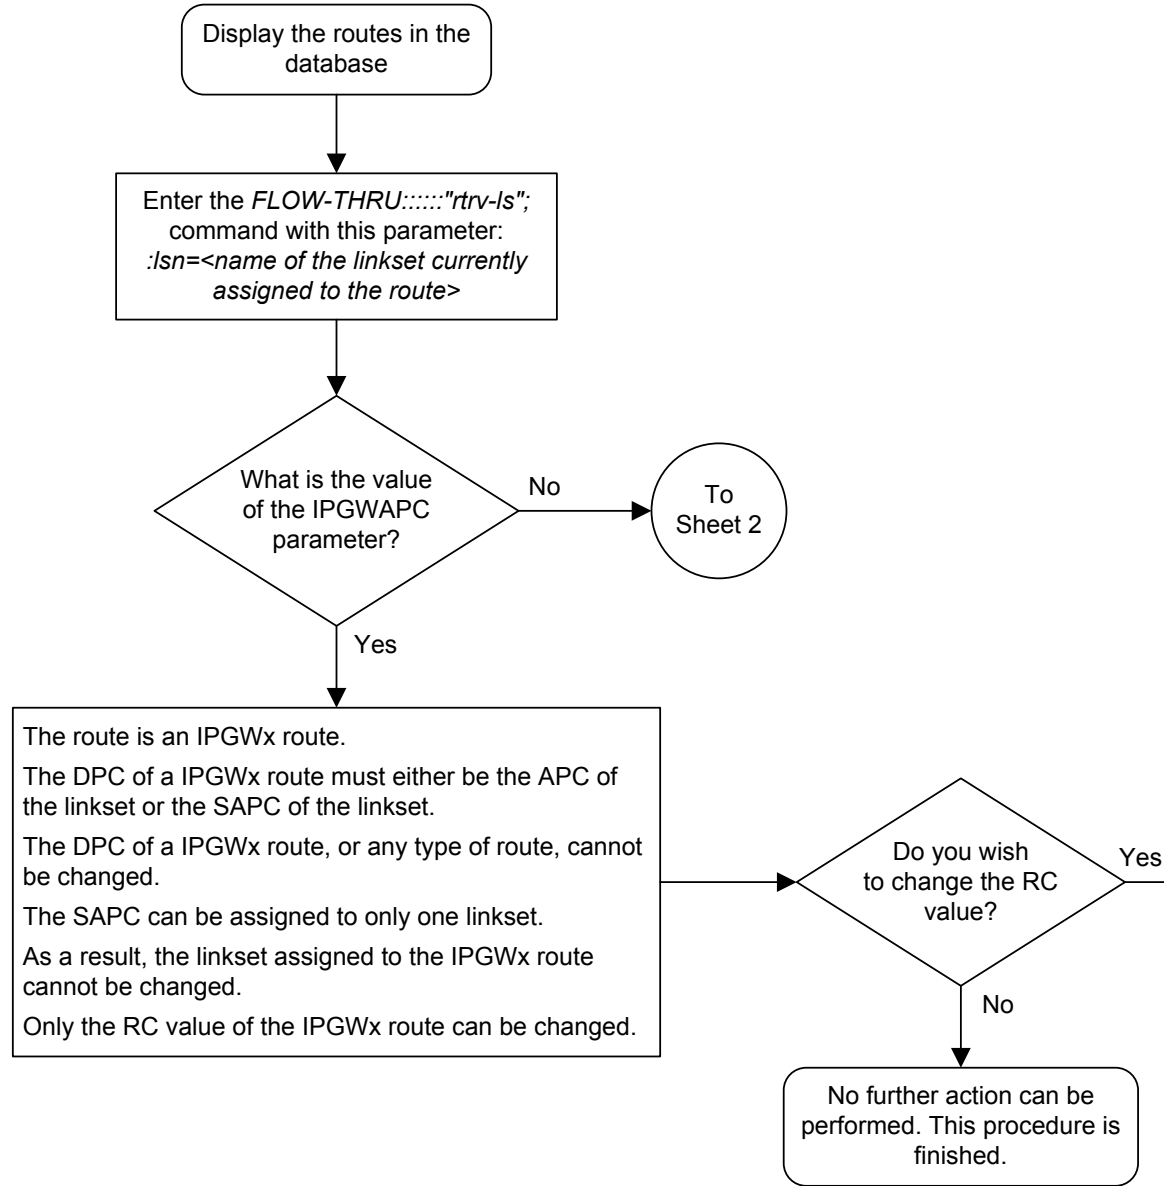 Display the routes in the
database
Enter the FLOW-THRU::::::"rtrv-ls";
command with this parameter:
:lsn=<name of the linkset currently
assigned to the route>
What is the value
of the IPGWAPC
parameter?
No
To
Sheet 2
Yes
The route is an IPGWx route.
The DPC of a IPGWx route must either be the APC of
the linkset or the SAPC of the linkset.
The DPC of a IPGWx route, or any type of route, cannot
be changed.
The SAPC can be assigned to only one linkset.
As a result, the linkset assigned to the IPGWx route
cannot be changed.
Only the RC value of the IPGWx route can be changed.
Do you wish
to change the RC
value?
Yes
No
No further action can be
performed. This procedure is
finished.